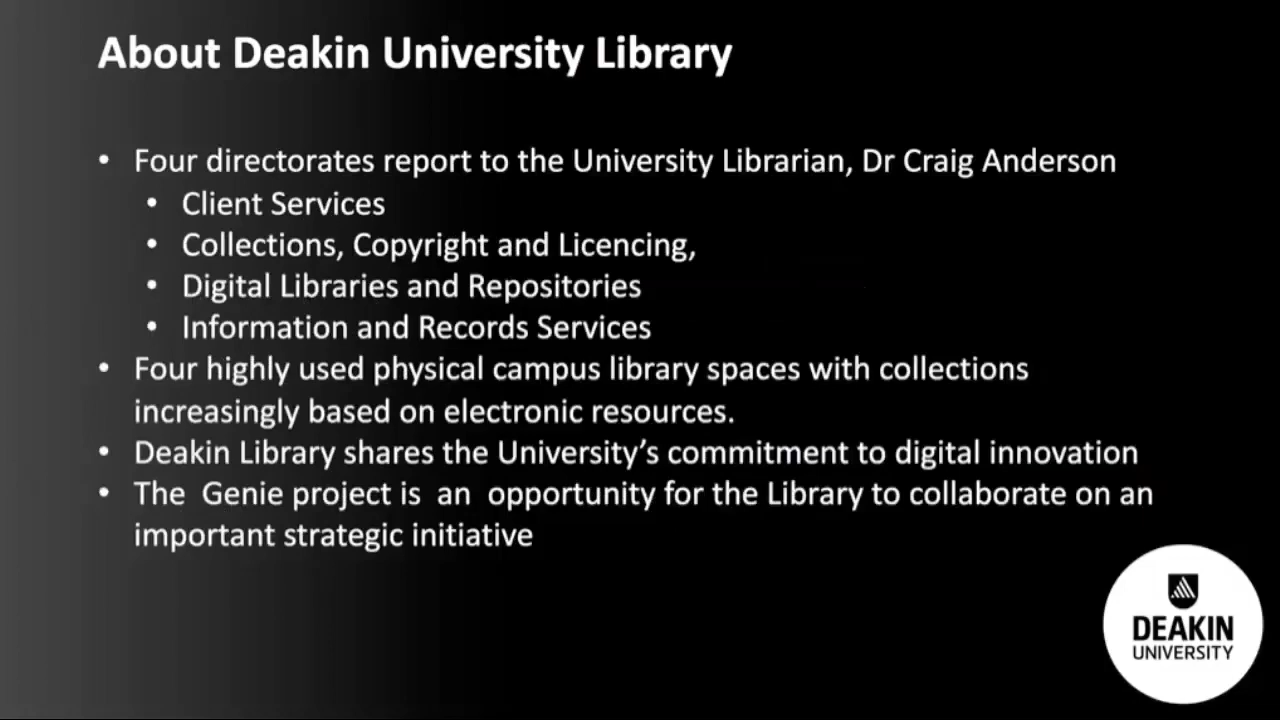 About Deakin University Library
• Four directorates report to the University Librarian, Dr Craig Anderson
• Client Services
• Collections, Copyright and Licencing,
• Digital Libraries and Repositories
• Information and Records Services
• Four highly used physical campus library spaces with collections
increasingly based on electronic resources.
• Deakin Library shares the University’s commitment to digital innovation
• The Genie project is an opportunity for the Library to collaborate on an
important strategic initiative
DEAKIN
UNIVERSITY